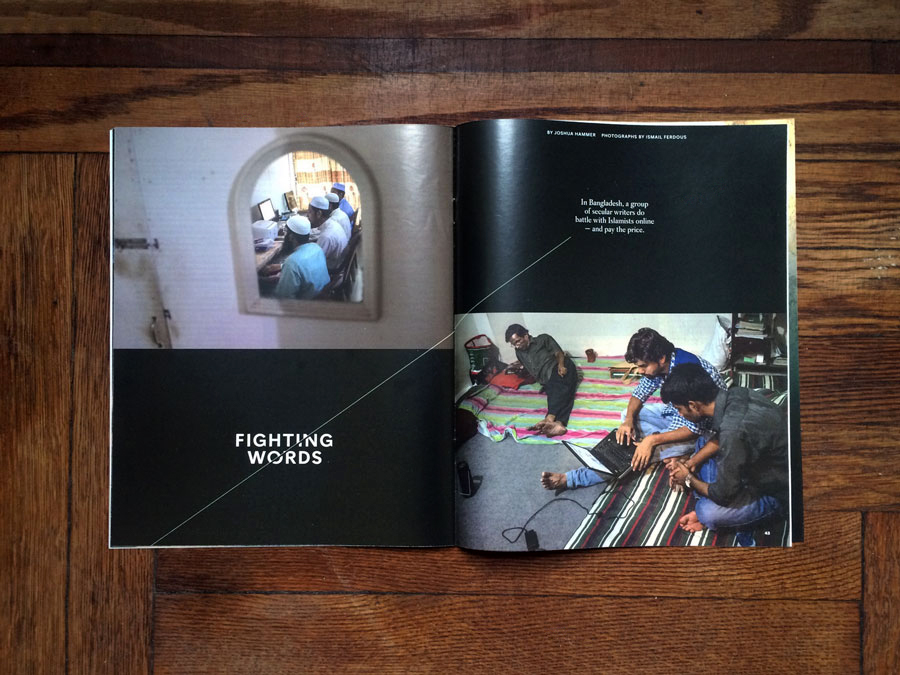 BY JOSHUA HAMMER PHOTOGRAPHS BY ISMAIL FERDOUS
In Bangladesh, a group
of secular writers do
battle with Islamists online
— and pay the price.
FIGHTING
WORDS
43